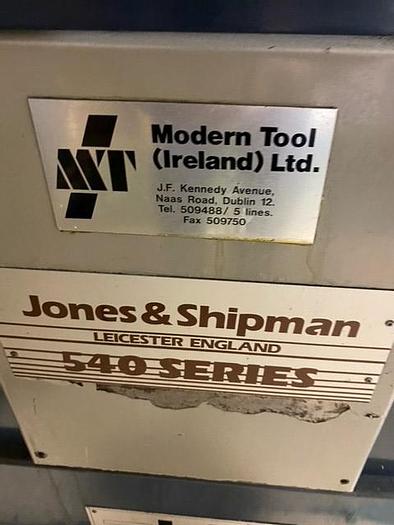 MT
Modern Tool
(Ireland) Ltd.
J.F. Kennedy Avenue,
Naas Road, Dublin 12.
Tel. 509488/ 5 lines.
Fax 509750
Jones & Shipman
LEICESTER ENGLAND
540 SERIES